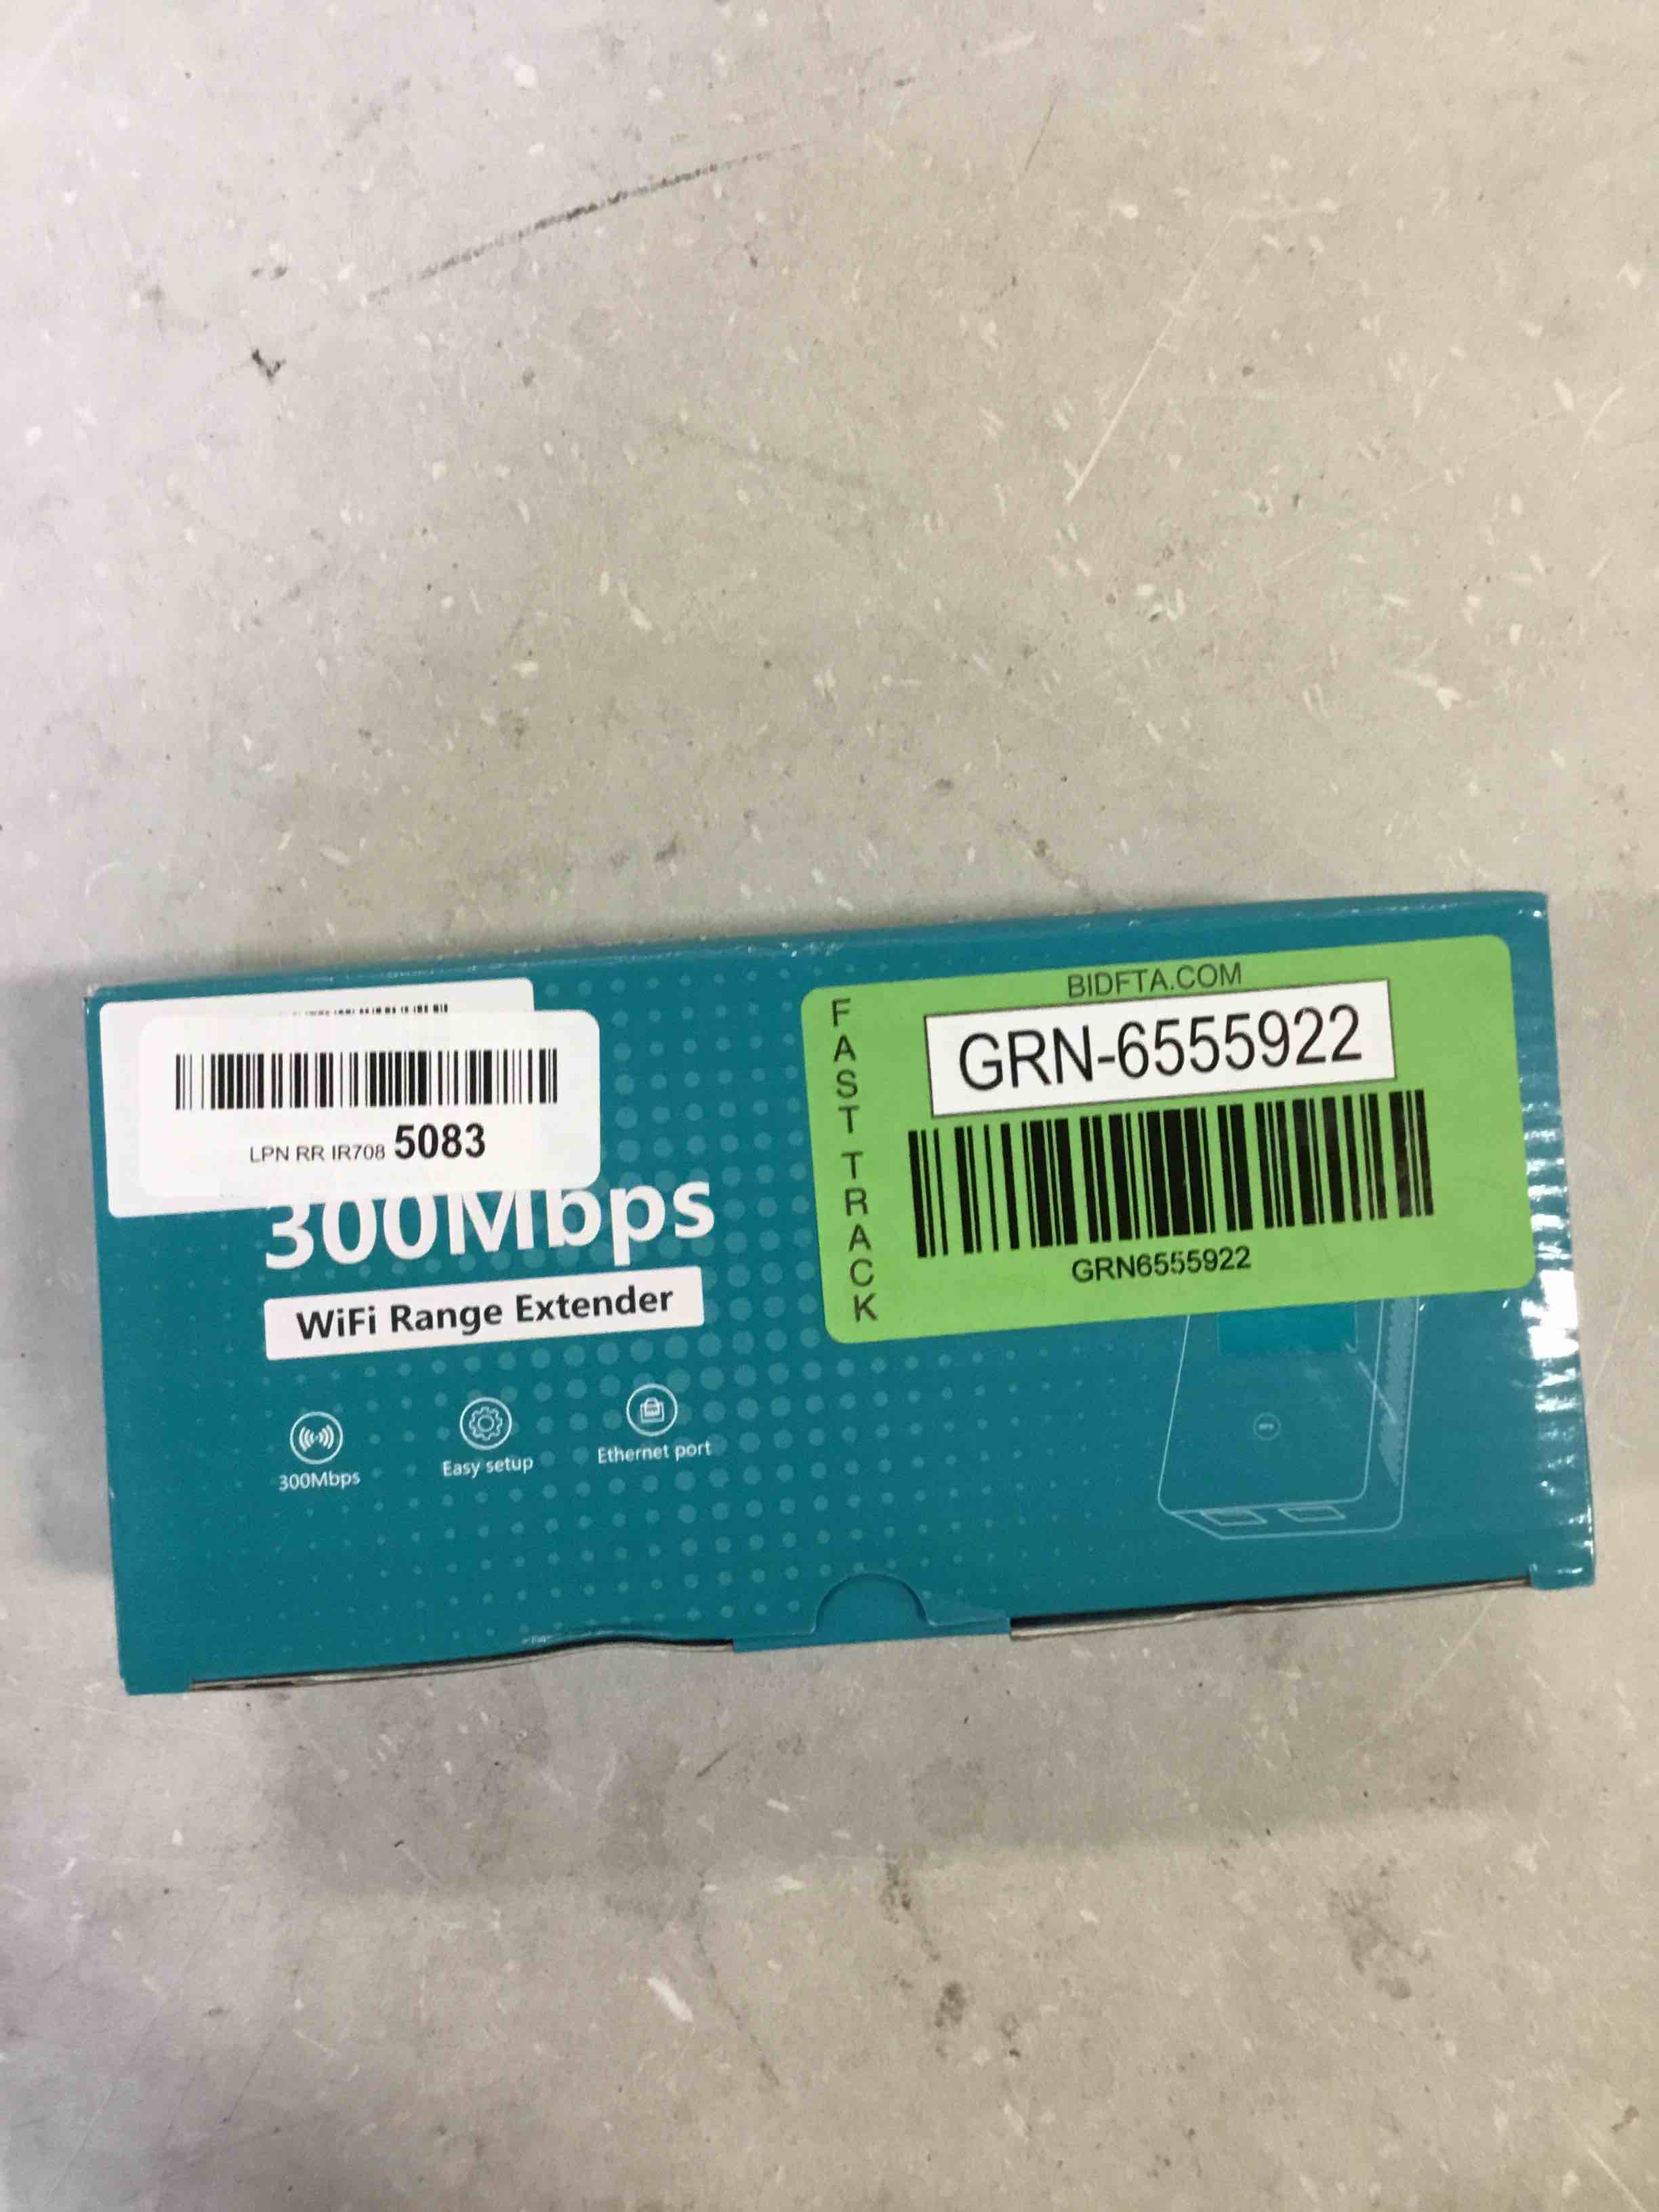 LPN RR IR708 5083
300Mbps
WiFi Range Extender
300Mbps
Easy setup
Ethernet port
FAST TRACK
BIDFTA.COM
GRN-6555922
GRN6555922